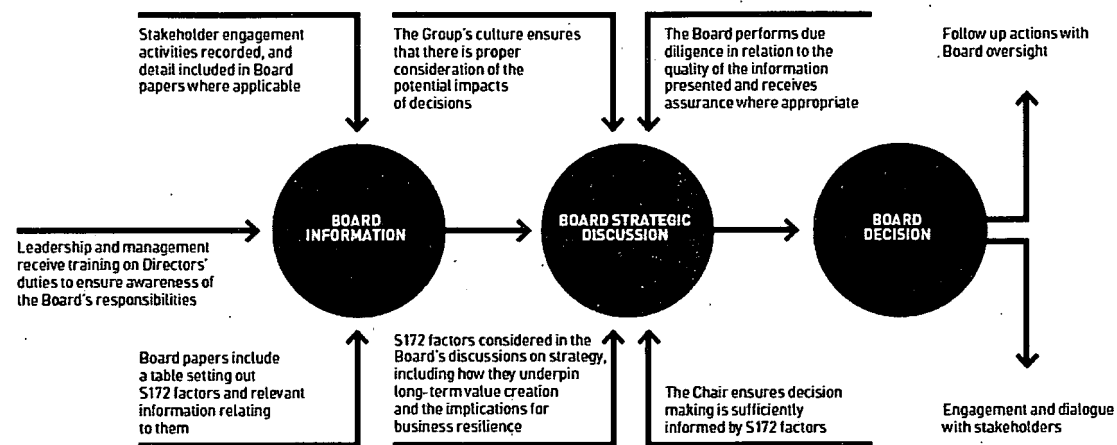 Stakeholder engagement
activities recorded, and
detail included in Board
papers where applicable
The Group's culture ensures
that there is proper
consideration of the
potential impacts
of decisions
The Board performs due
diligence in relation to the
quality of the information
presented and receives
assurance where appropriate
Follow up actions with
Board oversight
Leadership and management
receive training on Directors'
duties to ensure awareness of
the Board's responsibilities
BOARD
INFORMATION
BOARD STRATEGIC
DISCUSSION
BOARD
DECISION
Board papers include
a table setting out
S172 factors and relevant
information relating
to them
S172 factors considered in the
Board's discussions on strategy,
including how they underpin
long-term value creation
and the implications for
business resilience
The Chair ensures decision
making is sufficiently
informed by S172 factors
Engagement and dialogue
with stakeholders